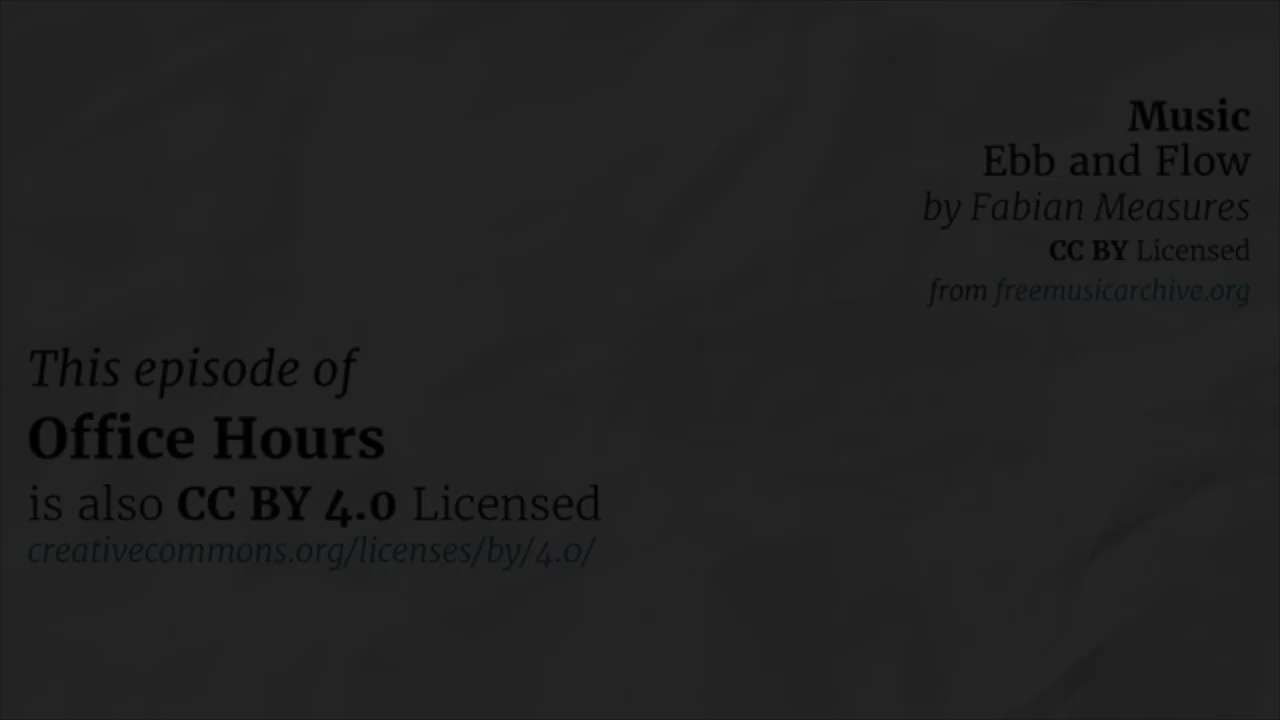 Music
Ebb and Flow
by Fabian Measures
CC BY Licensed
from freemusicarchive.org
This episode of
Office Hours
is also CC BY 4.0 Licensed
creativecommons.org/licenses/by/4.0/